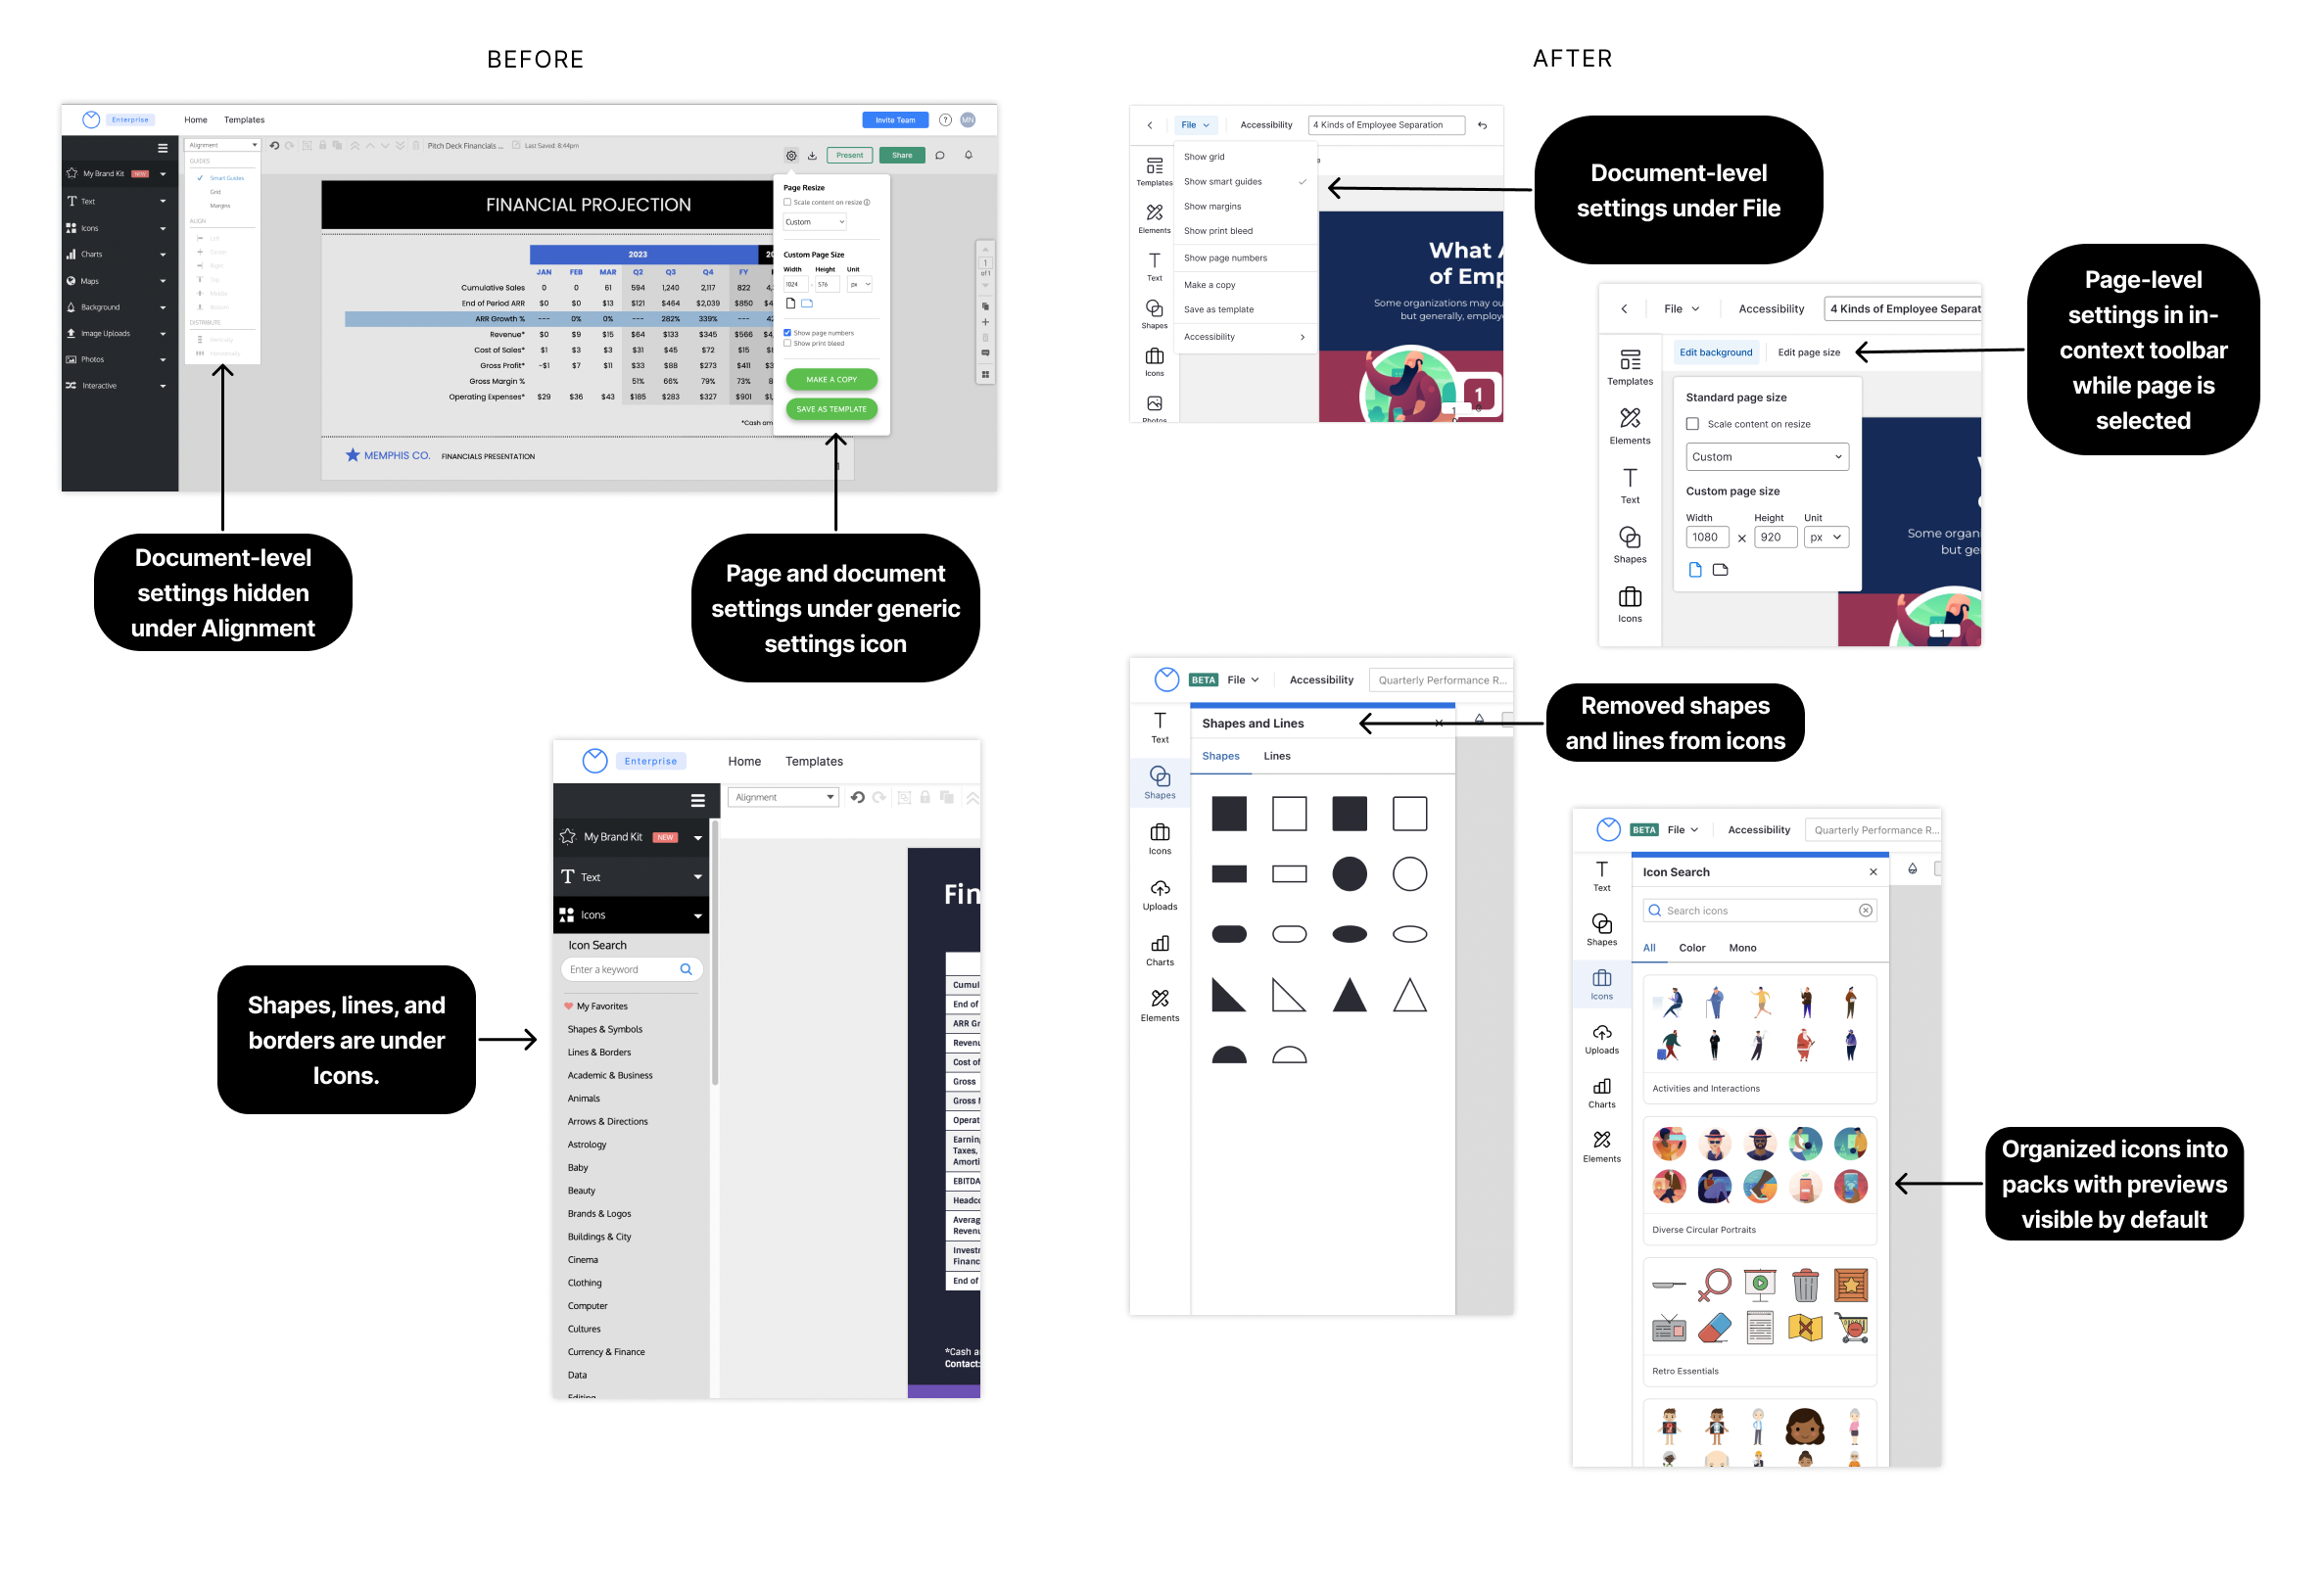 BEFORE
AFTER
Enterprise
Home
Templates
Invite Team
?
MN
My Brand Kit NEW
Text
Icons
Charts
Maps
Background
Image Uploads
Photos
Interactive
Alignment
GUIDES
Smart Guides
Grid
Margins
ALIGN
Left
Center
Right
Top
Middle
Bottom
DISTRIBUTE
Vertically
Horizontally
Pitch Deck Financials ...
Last Saved: 8:44pm
Present
Share
FINANCIAL PROJECTION
2023
20
JAN FEB MAR Q2 Q3 Q4 FY
Cumulative Sales 0 0 61 594 1,240 2,117 822 4,
End of Period ARR $0 $0 $13 $121 $464 $2,039 $850 $4
ARR Growth % --- 0% 0% --- 282% 339% --- 42
Revenue* $0 $9 $15 $64 $133 $345 $566 $4,
Cost of Sales* $1 $3 $3 $31 $45 $72 $15 $
Gross Profit* -$1 $7 $11 $33 $88 $273 $411 $3
Gross Margin % 51% 66% 79% 73% 8
Operating Expenses* $29 $36 $43 $185 $283 $327 $901 $1,
*Cash am
MEMPHIS CO.
FINANCIALS PRESENTATION
1
Page Resize
Scale content on resize
Custom
Custom Page Size
Width Height Unit
1024 576 px
Show page numbers
Show print bleed
MAKE A COPY
SAVE AS TEMPLATE
1
of 1
Document-level
settings hidden
under Alignment
Page and document
settings under generic
settings icon
File
Accessibility
4 Kinds of Employee Separation
Templates
Elements
Text
Shapes
Icons
Photos
Show grid
Show smart guides
Show margins
Show print bleed
Show page numbers
Make a copy
Save as template
Accessibility
What A
of Emp
Some organizations may ou
but generally, employe
1
1
Document-level
settings under File
File
Accessibility
4 Kinds of Employee Separat
Templates
Elements
Text
Shapes
Icons
Edit background
Edit page size
Standard page size
Scale content on resize
Custom
Custom page size
Width Height Unit
1080 × 920 px
Some organi
but ge
1
Page-level
settings in in-
context toolbar
while page is
selected
Enterprise
Home
Templates
Alignment
My Brand Kit NEW
Text
Icons
Icon Search
Enter a keyword
My Favorites
Shapes & Symbols
Lines & Borders
Academic & Business
Animals
Arrows & Directions
Astrology
Baby
Beauty
Brands & Logos
Buildings & City
Cinema
Clothing
Computer
Cultures
Currency & Finance
Data
Editing
Fin
Cumul
End of
ARR Gr
Revenu
Cost of
Gross
Gross M
Operat
Earnin
Taxes,
Amorti
EBITDA
Headco
Averag
Revenu
Investm
Financ
End of
*Cash a
Contact:
Shapes, lines, and
borders are under
Icons.
BETA
File
Accessibility
Quarterly Performance R...
Text
Shapes
Icons
Uploads
Charts
Elements
Shapes and Lines
Shapes
Lines
Removed shapes
and lines from icons
BETA
File
Accessibility
Quarterly Performance R...
Text
Shapes
Icons
Uploads
Charts
Elements
Icon Search
Search icons
All
Color
Mono
Activities and Interactions
Diverse Circular Portraits
Retro Essentials
Organized icons into
packs with previews
visible by default